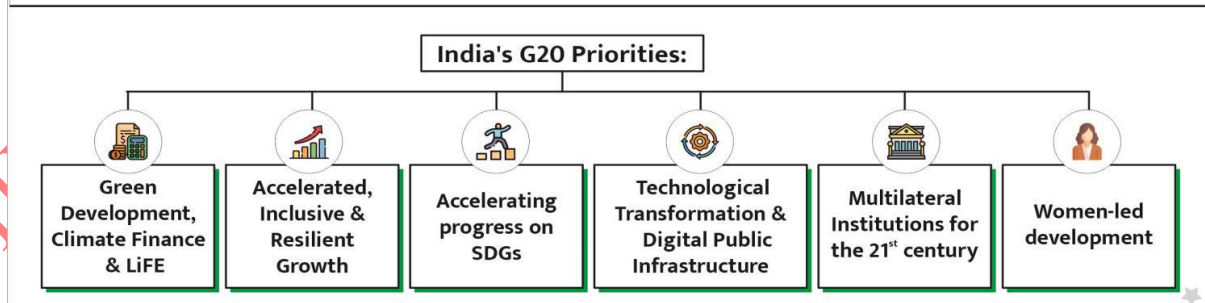 India's G20 Priorities:
Green
Development,
Climate Finance
& LiFE
Accelerated,
Inclusive &
Resilient
Growth
Accelerating
progress on
SDGs
Technological
Transformation &
Digital Public
Infrastructure
Multilateral
Institutions for
the 21st century
Women-led
development